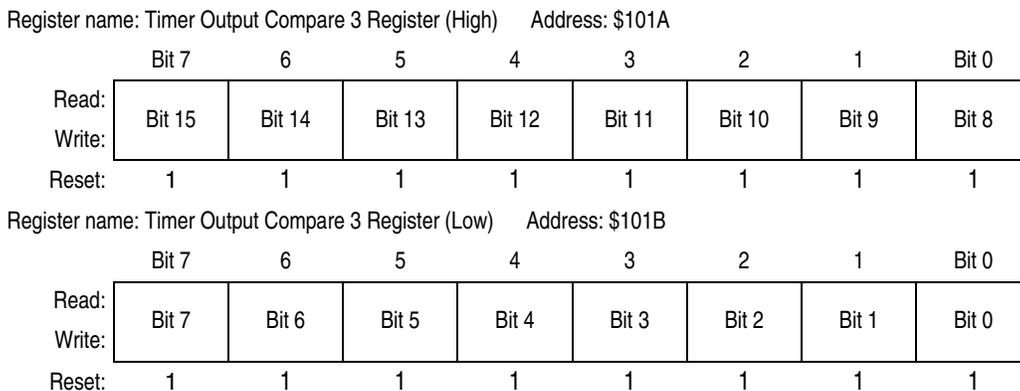 Register name: Timer Output Compare 3 Register (High) Address: $101A
Bit 7 6 5 4 3 2 1 Bit 0
Read:
Bit 15 Bit 14 Bit 13 Bit 12 Bit 11 Bit 10 Bit 9 Bit 8
Write:
Reset: 1 1 1 1 1 1 1 1
Register name: Timer Output Compare 3 Register (Low) Address: $101B
Bit 7 6 5 4 3 2 1 Bit 0
Read:
Bit 7 Bit 6 Bit 5 Bit 4 Bit 3 Bit 2 Bit 1 Bit 0
Write:
Reset: 1 1 1 1 1 1 1 1